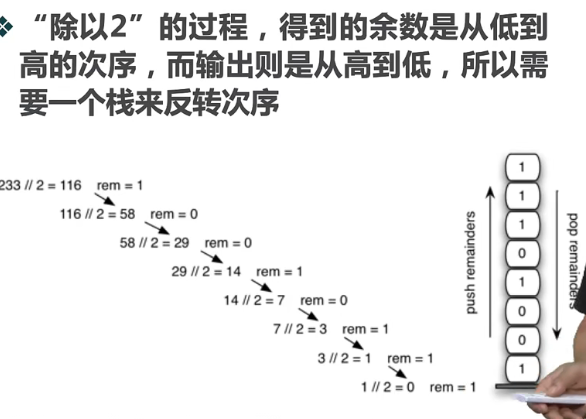 “除以2”的过程，得到的余数是从低到
高的次序，而输出则是从高到低，所以需
要一个栈来反转次序
233 // 2 = 116 rem = 1
116 // 2 = 58 rem = 0
58 // 2 = 29 rem = 0
29 // 2 = 14 rem = 1
14 // 2 = 7 rem = 0
7 // 2 = 3 rem = 1
3 // 2 = 1 rem = 1
1 // 2 = 0 rem = 1
push remainders
1
1
1
0
1
0
0
1
pop remainders